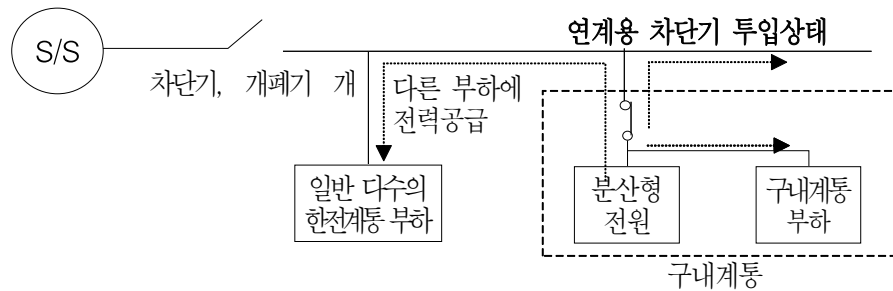 연계용 차단기 투입상태
S/S
차단기, 개폐기 개
다른 부하에
전력공급
일반 다수의
한전계통 부하
분산형
전원
구내계통
부하
구내계통